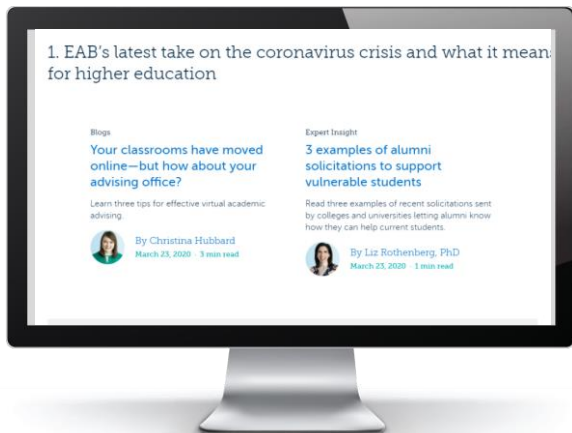 1. EAB's latest take on the coronavirus crisis and what it mean
for higher education
Blogs
Your classrooms have moved
online—but how about your
advising office?
Learn three tips for effective virtual academic
advising.
By Christina Hubbard
March 23, 2020 · 3 min read
Expert Insight
3 examples of alumni
solicitations to support
vulnerable students
Read three examples of recent solicitations sent
by colleges and universities letting alumni know
how they can help current students.
By Liz Rothenberg, PhD
March 23, 2020 · 1 min read